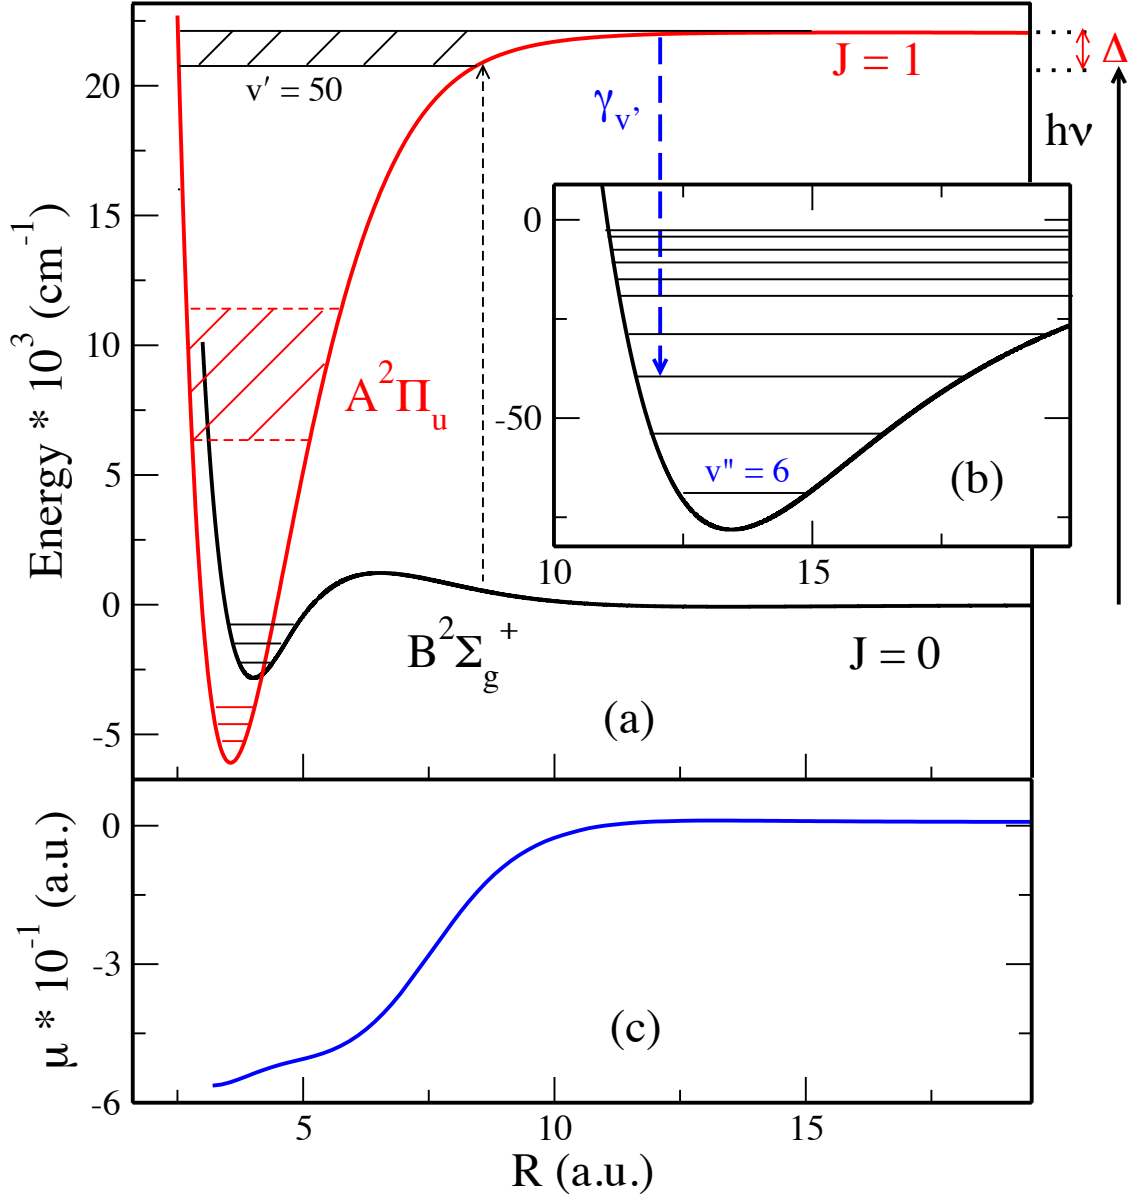 J = 1
Δ
20
v' = 50
γv'
hν
15
0
10
A²Πu
-50
5
v" = 6
(b)
10
15
0
B²Σg⁺
J = 0
-5
(a)
Energy * 10³ (cm⁻¹)
0
-3
(c)
-6
μ * 10⁻¹ (a.u.)
5
10
15
R (a.u.)